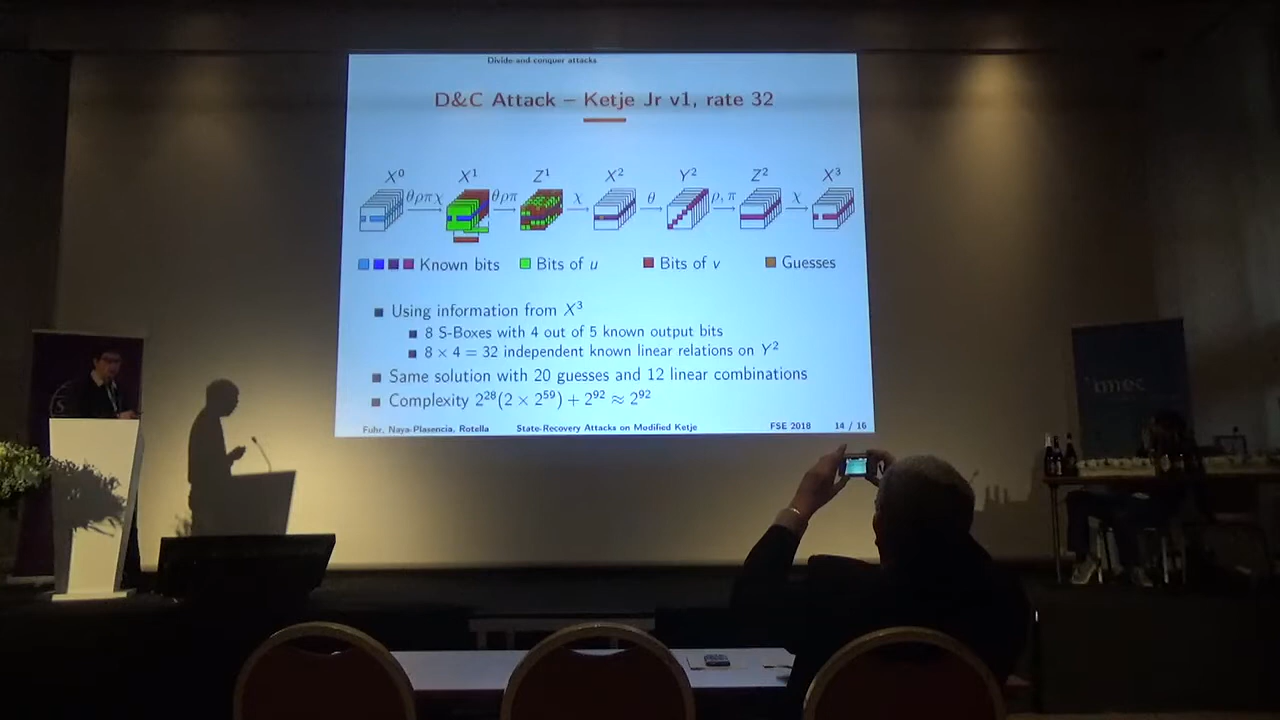 Divide-and-conquer attacks
D&C Attack – Ketje Jr v1, rate 32
X⁰ X¹ Z¹ X² Y² Z² X³
θρπχ θρπ χ θ ρ, π χ
Known bits Bits of u Bits of v Guesses
Using information from X³
8 S-Boxes with 4 out of 5 known output bits
8 × 4 = 32 independent known linear relations on Y²
Same solution with 20 guesses and 12 linear combinations
Complexity 2²⁸(2 × 2⁵⁹) + 2⁹² ≈ 2⁹²
Fuhr, Naya-Plasencia, Rotella State-Recovery Attacks on Modified Ketje FSE 2018 14 / 16
imec